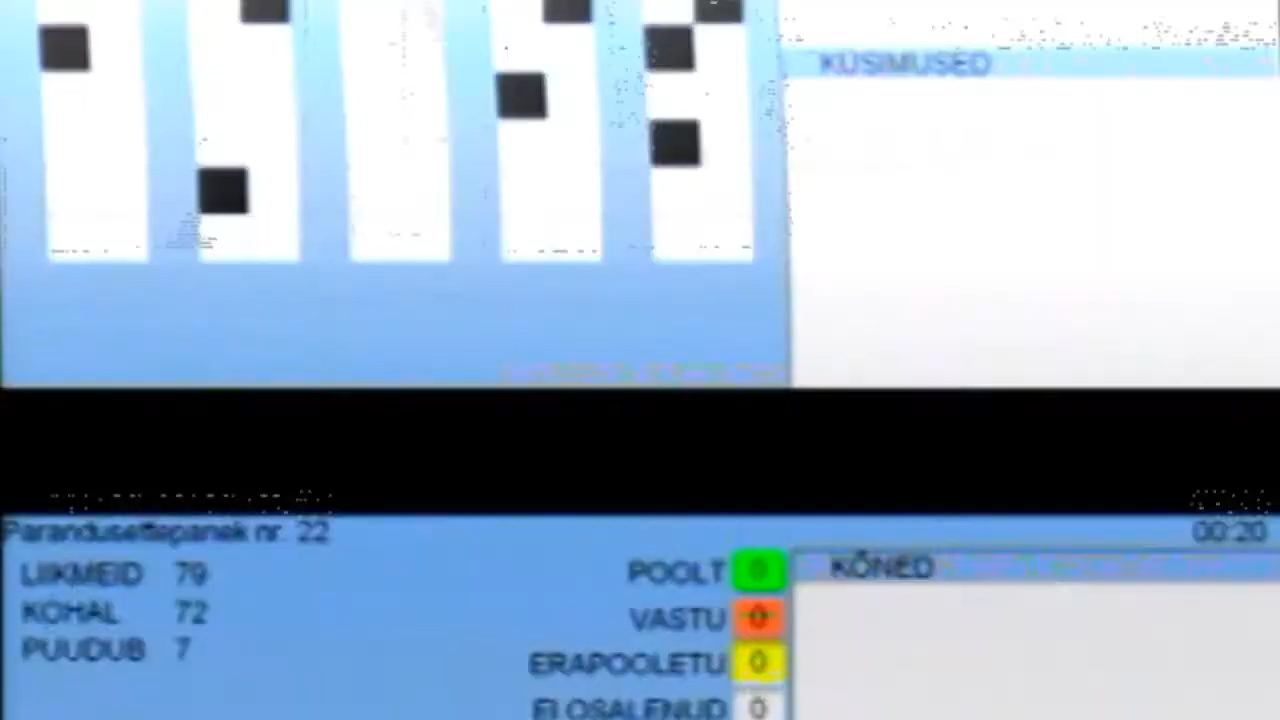 KÜSIMUSED
Parandusettepanek nr. 22 00:20
LIIKMEID 79
KOHAL 72
PUUDUB 7
POOLT 0
VASTU 0
ERAPOOLETU 0
EI OSALENUD 0
KÕNED